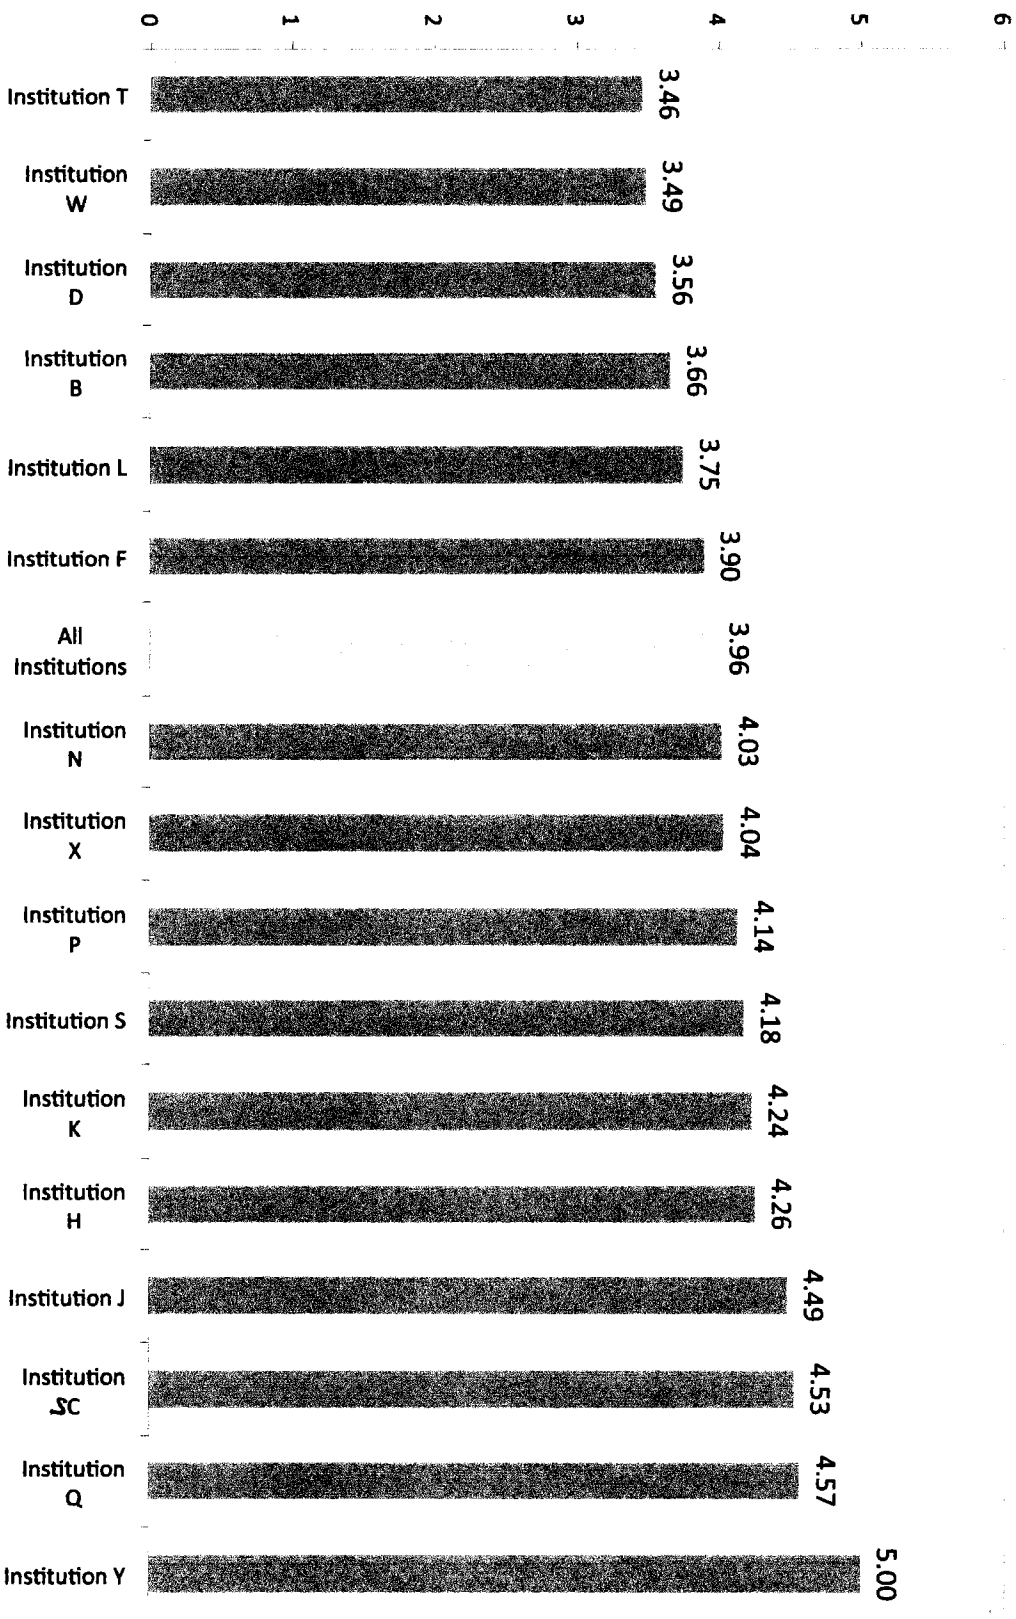 0
1
2
3
4
5
6
Institution T
3.46
Institution
W
3.49
Institution
D
3.56
Institution
B
3.66
Institution L
3.75
Institution F
3.90
All
Institutions
3.96
Institution
N
4.03
Institution
X
4.04
Institution
P
4.14
Institution S
4.18
Institution
K
4.24
Institution
H
4.26
Institution J
4.49
Institution
SC
4.53
Institution
Q
4.57
Institution Y
5.00